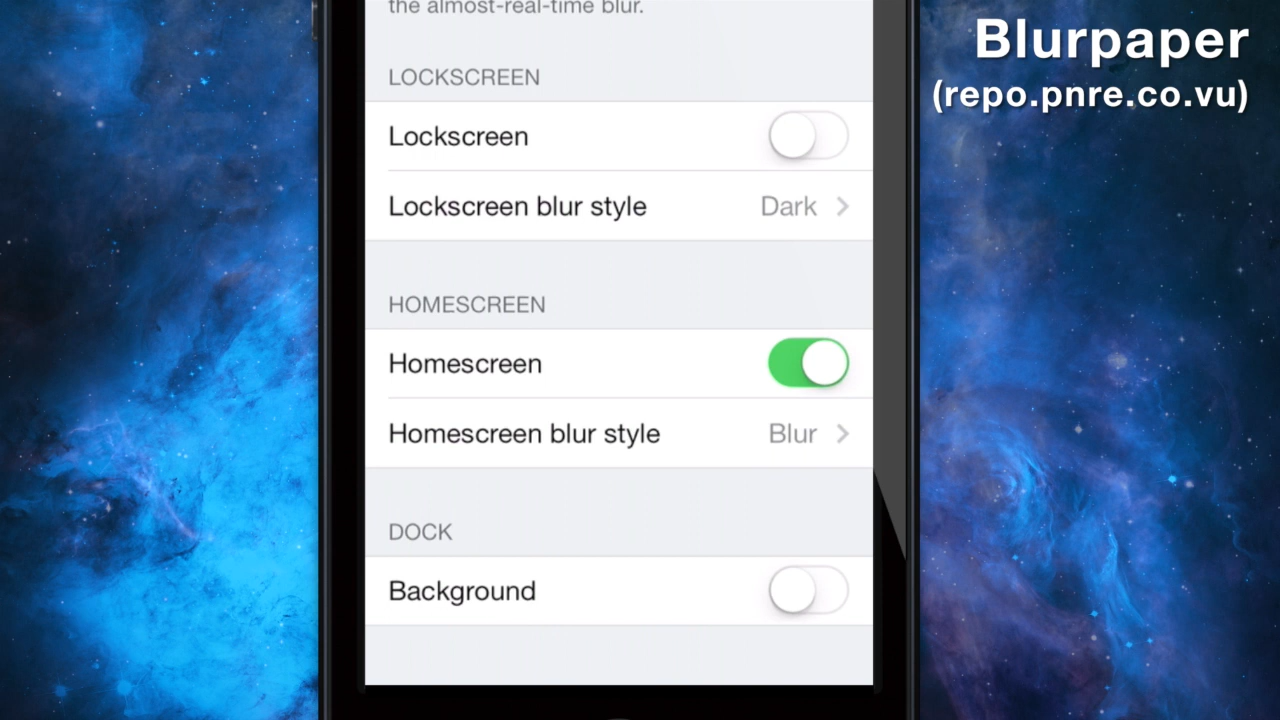 Blurpaper
(repo.pnre.co.vu)
the almost-real-time blur.
LOCKSCREEN
Lockscreen
Lockscreen blur style Dark
HOMESCREEN
Homescreen
Homescreen blur style Blur
DOCK
Background